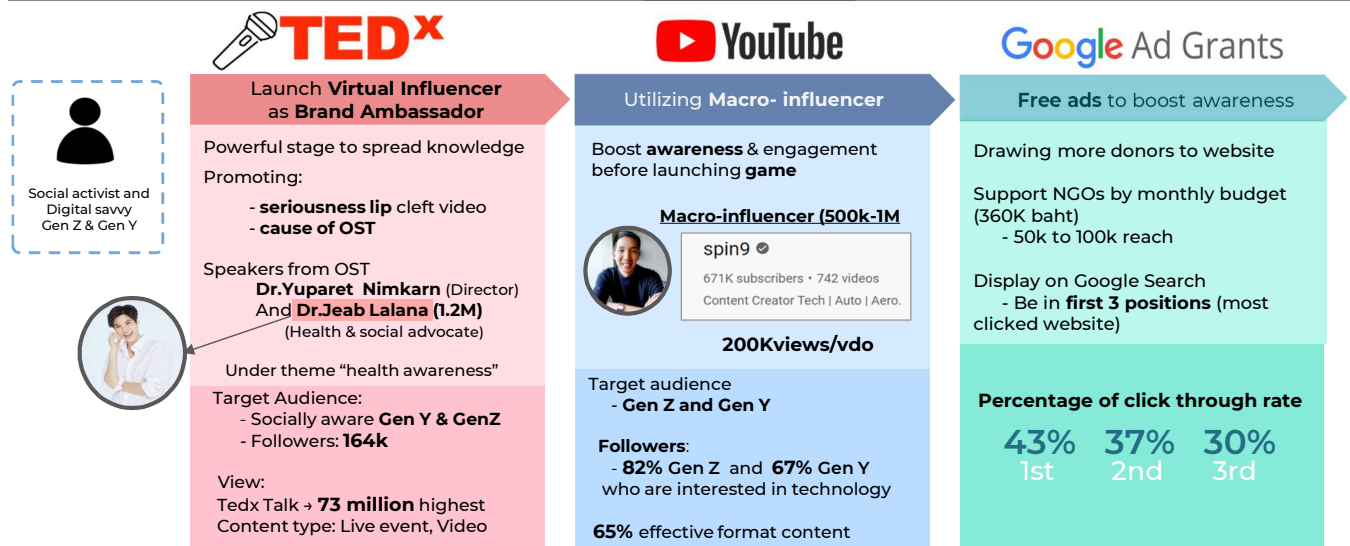 TEDx
YouTube
Google Ad Grants
Social activist and
Digital savvy
Gen Z & Gen Y
Launch Virtual Influencer
as Brand Ambassador
Powerful stage to spread knowledge
Promoting:
- seriousness lip cleft video
- cause of OST
Speakers from OST
Dr.Yuparet Nimkarn (Director)
And Dr.Jeab Lalana (1.2M)
(Health & social advocate)
Under theme “health awareness”
Target Audience:
- Socially aware Gen Y & GenZ
- Followers: 164k
View:
Tedx Talk → 73 million highest
Content type: Live event, Video
Utilizing Macro- influencer
Boost awareness & engagement
before launching game
Macro-influencer (500k-1M
spin9
671K subscribers • 742 videos
Content Creator Tech | Auto | Aero.
200Kviews/vdo
Target audience
- Gen Z and Gen Y
Followers:
- 82% Gen Z and 67% Gen Y
who are interested in technology
65% effective format content
Free ads to boost awareness
Drawing more donors to website
Support NGOs by monthly budget
(360K baht)
- 50k to 100k reach
Display on Google Search
- Be in first 3 positions (most
clicked website)
Percentage of click through rate
43% 37% 30%
1st 2nd 3rd